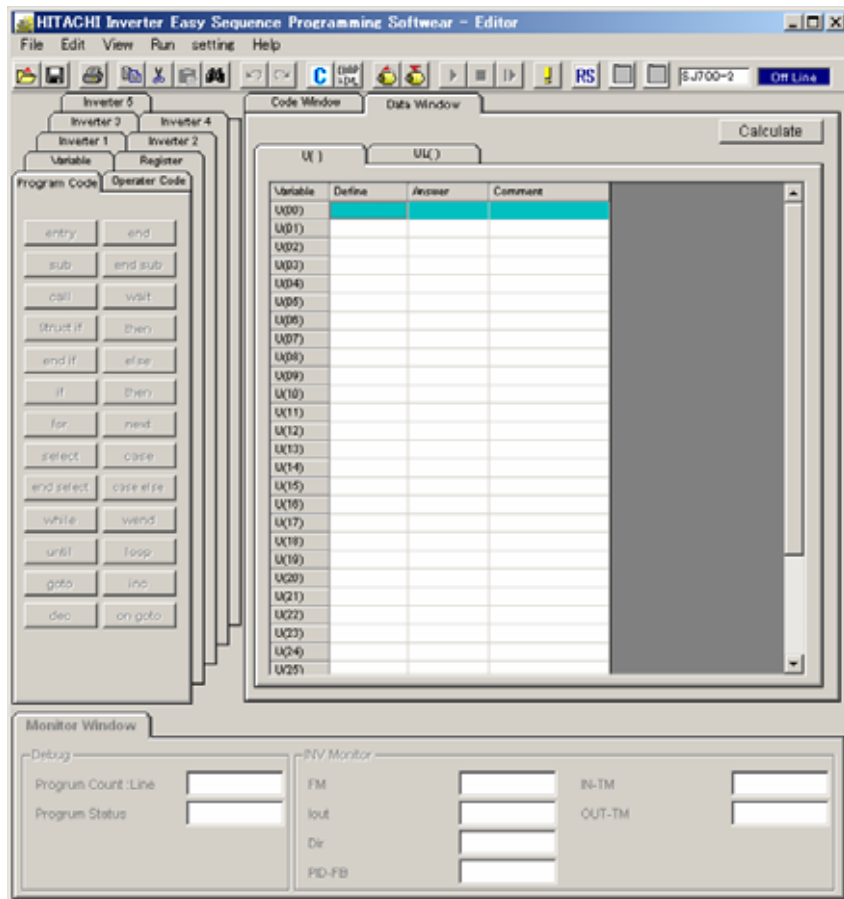 HITACHI Inverter Easy Sequence Programming Softwear - Editor
File Edit View Run setting Help
C RS SJ700-2 Off Line
Inverter 5
Inverter 3 Inverter 4
Inverter 1 Inverter 2
Variable Register
Program Code Operater Code
entry end
sub end sub
call wait
Struct if then
end if else
if then
for next
select case
end select case else
while wend
until loop
goto inc
dec on goto
Code Window Data Window
Calculate
U( ) UL( )
Variable Define Answer Comment
U(00)
U(01)
U(02)
U(03)
U(04)
U(05)
U(06)
U(07)
U(08)
U(09)
U(10)
U(11)
U(12)
U(13)
U(14)
U(15)
U(16)
U(17)
U(18)
U(19)
U(20)
U(21)
U(22)
U(23)
U(24)
U(25)
Monitor Window
Debug
Progrum Count :Line
Progrum Status
INV Monitor
FM IN-TM
Iout OUT-TM
Dir
PID-FB